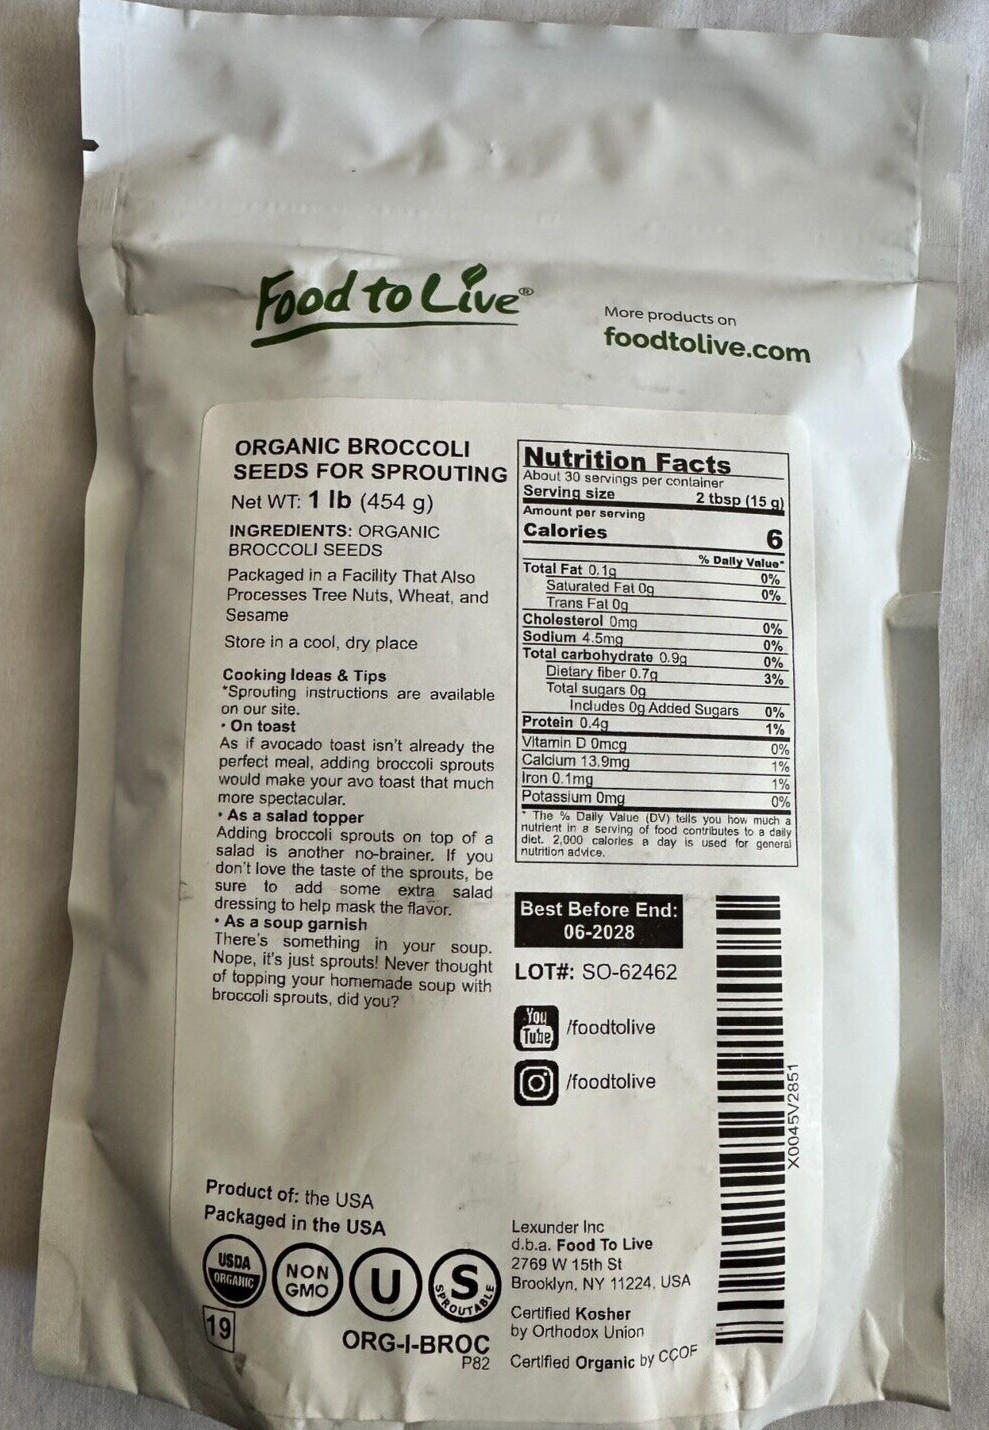 Food to Live®
More products on
foodtolive.com
ORGANIC BROCCOLI
SEEDS FOR SPROUTING
Net WT: 1 lb (454 g)
INGREDIENTS: ORGANIC
BROCCOLI SEEDS
Packaged in a Facility That Also
Processes Tree Nuts, Wheat, and
Sesame
Store in a cool, dry place
Cooking Ideas & Tips
*Sprouting instructions are available
on our site.
• On toast
As if avocado toast isn't already the
perfect meal, adding broccoli sprouts
would make your avo toast that much
more spectacular.
• As a salad topper
Adding broccoli sprouts on top of a
salad is another no-brainer. If you
don't love the taste of the sprouts, be
sure to add some extra salad
dressing to help mask the flavor.
• As a soup garnish
There's something in your soup.
Nope, it's just sprouts! Never thought
of topping your homemade soup with
broccoli sprouts, did you?
Nutrition Facts
About 30 servings per container
Serving size 2 tbsp (15 g)
Amount per serving
Calories 6
% Daily Value*
Total Fat 0.1g 0%
Saturated Fat 0g 0%
Trans Fat 0g
Cholesterol 0mg 0%
Sodium 4.5mg 0%
Total carbohydrate 0.9g 0%
Dietary fiber 0.7g 3%
Total sugars 0g
Includes 0g Added Sugars 0%
Protein 0.4g 1%
Vitamin D 0mcg 0%
Calcium 13.9mg 1%
Iron 0.1mg 1%
Potassium 0mg 0%
* The % Daily Value (DV) tells you how much a
nutrient in a serving of food contributes to a daily
diet. 2,000 calories a day is used for general
nutrition advice.
Best Before End:
06-2028
LOT#: SO-62462
You
Tube
/foodtolive
/foodtolive
X0045V2851
Product of: the USA
Packaged in the USA
USDA
ORGANIC
NON
GMO
U
S
SPROUTABLE
19
ORG-I-BROC
P82
Lexunder Inc
d.b.a. Food To Live
2769 W 15th St
Brooklyn, NY 11224, USA
Certified Kosher
by Orthodox Union
Certified Organic by CCOF